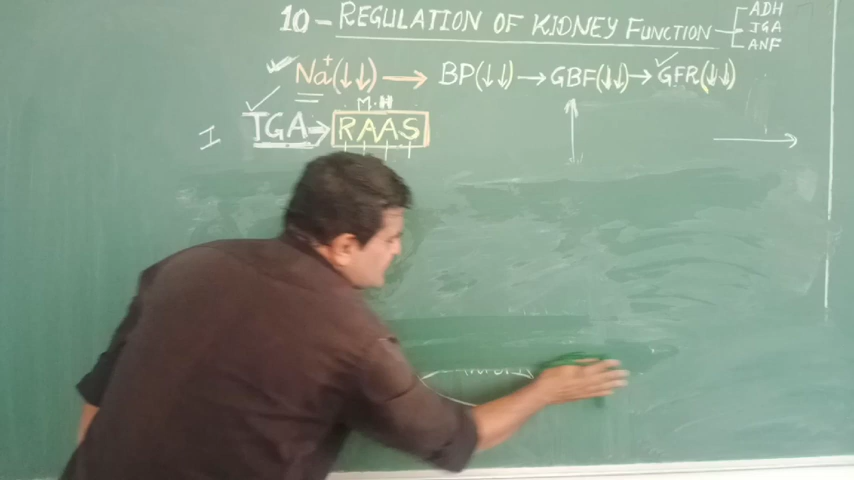 10 - REGULATION OF KIDNEY FUNCTION
ADH
JGA
ANF
Na+ (↓↓) → BP(↓↓) → GBF(↓↓) → GFR(↓↓)
M.H
I JGA → RAAS